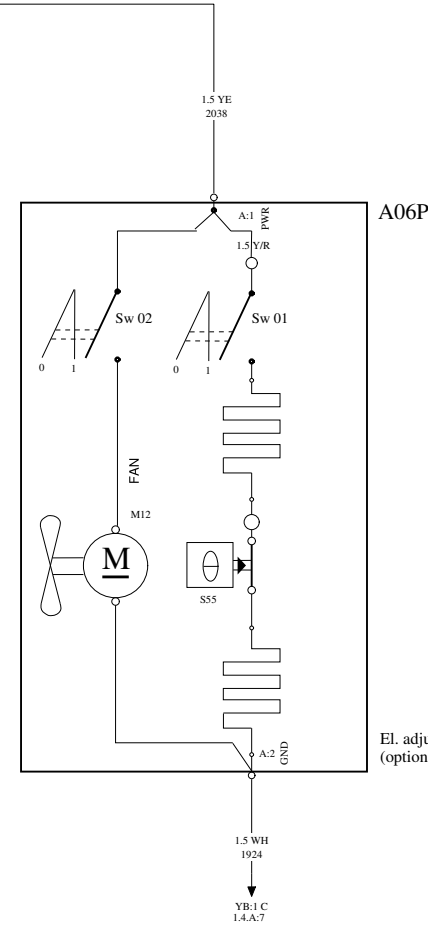 1.5 YE
2038
A06P
A:1
PWR
1.5 Y/R
Sw 02
Sw 01
0
1
0
1
FAN
M12
M
S55
El. adju
(option
A:2
GND
1.5 WH
1924
YB:1 C
1.4.A:7